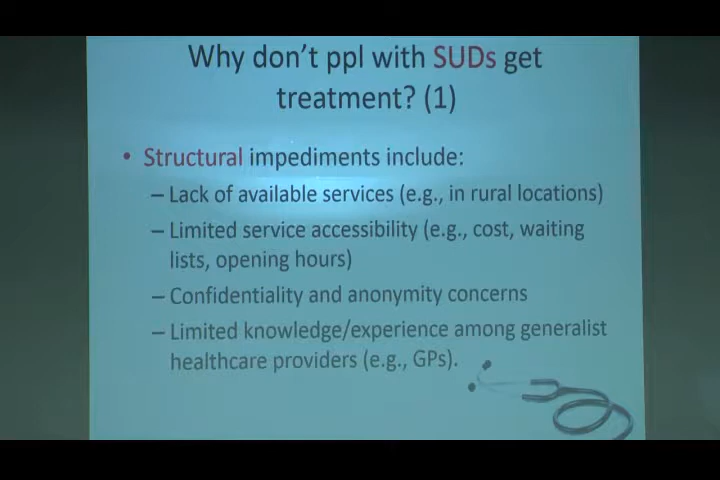 Why don't ppl with SUDs get
treatment? (1)
• Structural impediments include:
– Lack of available services (e.g., in rural locations)
– Limited service accessibility (e.g., cost, waiting
lists, opening hours)
– Confidentiality and anonymity concerns
– Limited knowledge/experience among generalist
healthcare providers (e.g., GPs).